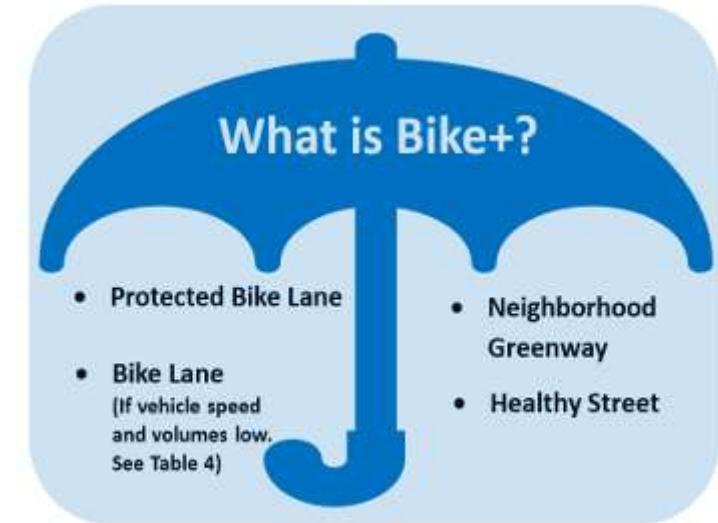 What is Bike+?
• Protected Bike Lane
• Bike Lane
(If vehicle speed
and volumes low.
See Table 4)
• Neighborhood
Greenway
• Healthy Street